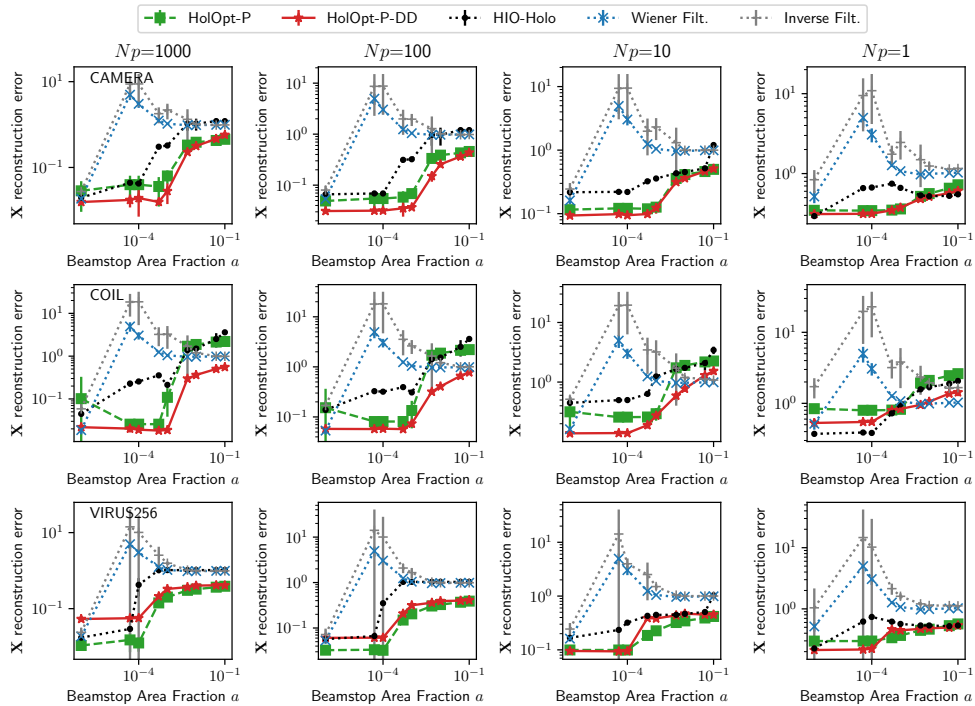 HolOpt-P HolOpt-P-DD HIO-Holo Wiener Filt. Inverse Filt.
Np=1000 Np=100 Np=10 Np=1
CAMERA
X reconstruction error X reconstruction error X reconstruction error X reconstruction error
10^1 10^1 10^1 10^1
10^-1 10^0 10^0 10^0
10^-1 10^-1
10^-4 10^-1 10^-4 10^-1 10^-4 10^-1 10^-4 10^-1
Beamstop Area Fraction a Beamstop Area Fraction a Beamstop Area Fraction a Beamstop Area Fraction a
COIL
X reconstruction error X reconstruction error X reconstruction error X reconstruction error
10^1 10^1 10^1 10^1
10^0 10^0 10^0 10^0
10^-1 10^-1
10^-4 10^-1 10^-4 10^-1 10^-4 10^-1 10^-4 10^-1
Beamstop Area Fraction a Beamstop Area Fraction a Beamstop Area Fraction a Beamstop Area Fraction a
VIRUS256
X reconstruction error X reconstruction error X reconstruction error X reconstruction error
10^1 10^1 10^1 10^1
10^-1 10^0 10^0 10^0
10^-1 10^-1
10^-4 10^-1 10^-4 10^-1 10^-4 10^-1 10^-4 10^-1
Beamstop Area Fraction a Beamstop Area Fraction a Beamstop Area Fraction a Beamstop Area Fraction a